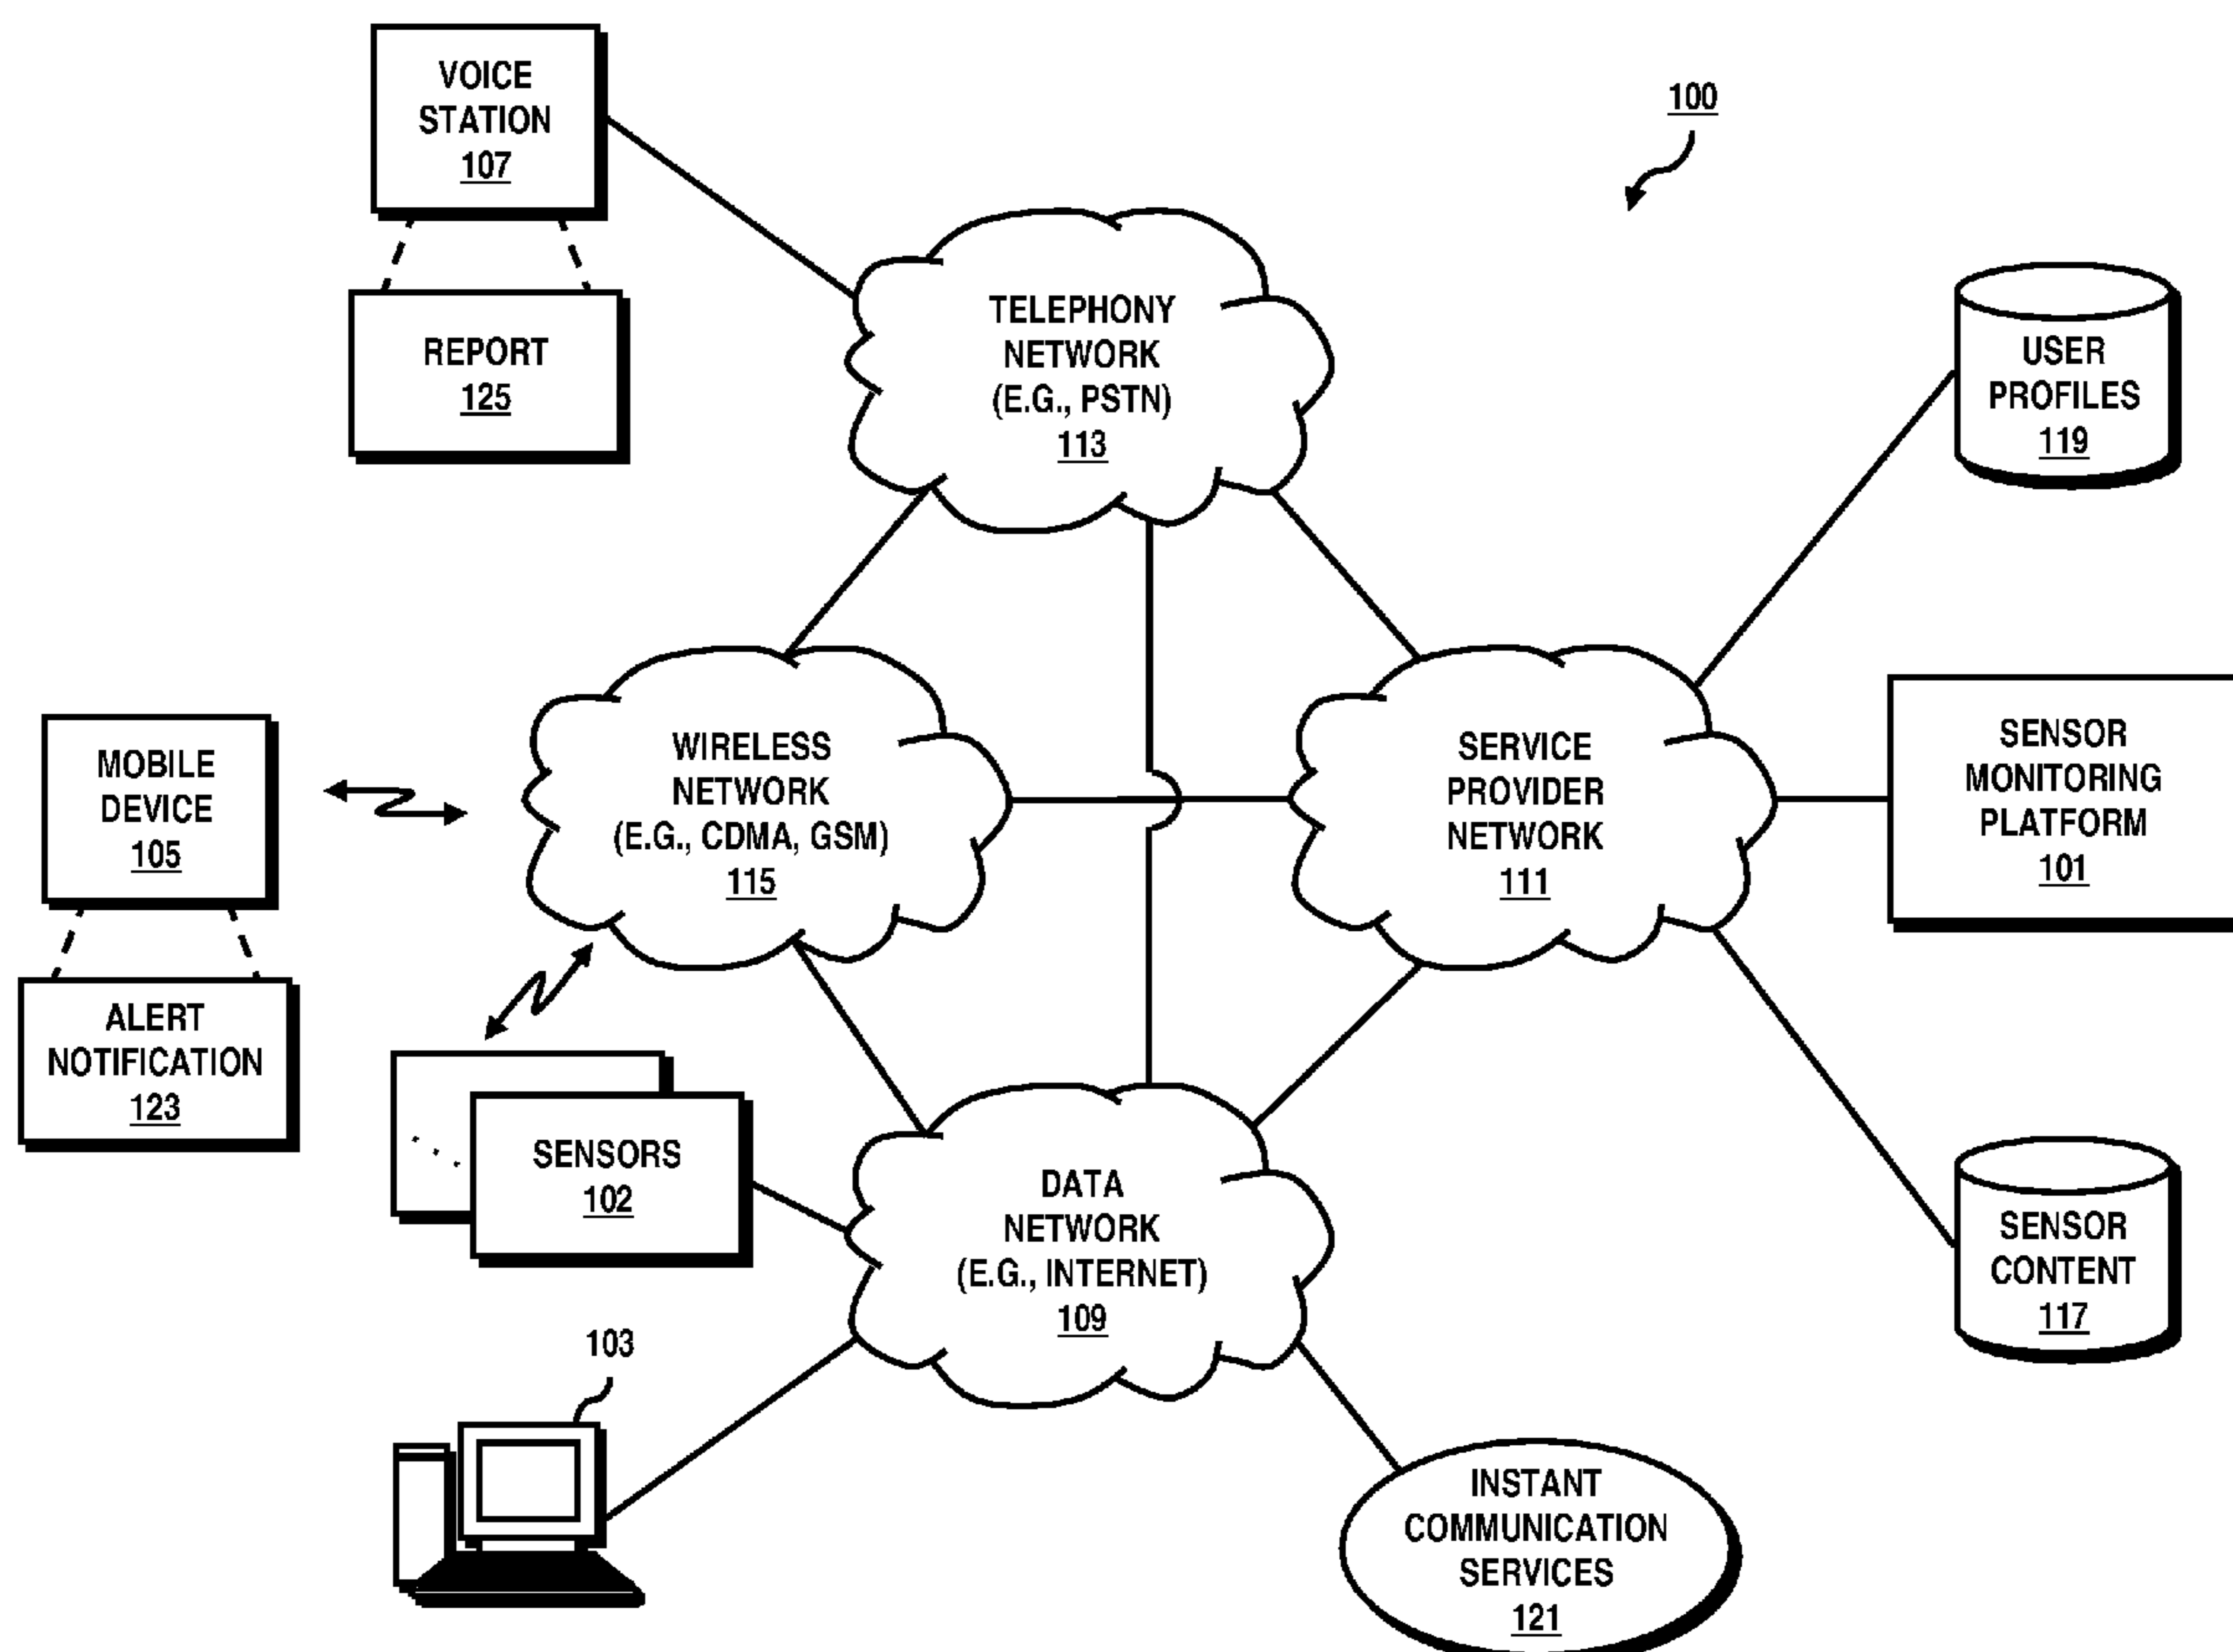 VOICE
STATION
107
REPORT
125
100
TELEPHONY
NETWORK
(E.G., PSTN)
113
USER
PROFILES
119
MOBILE
DEVICE
105
ALERT
NOTIFICATION
123
WIRELESS
NETWORK
(E.G., CDMA, GSM)
115
SERVICE
PROVIDER
NETWORK
111
SENSOR
MONITORING
PLATFORM
101
SENSORS
102
DATA
NETWORK
(E.G., INTERNET)
109
SENSOR
CONTENT
117
103
INSTANT
COMMUNICATION
SERVICES
121